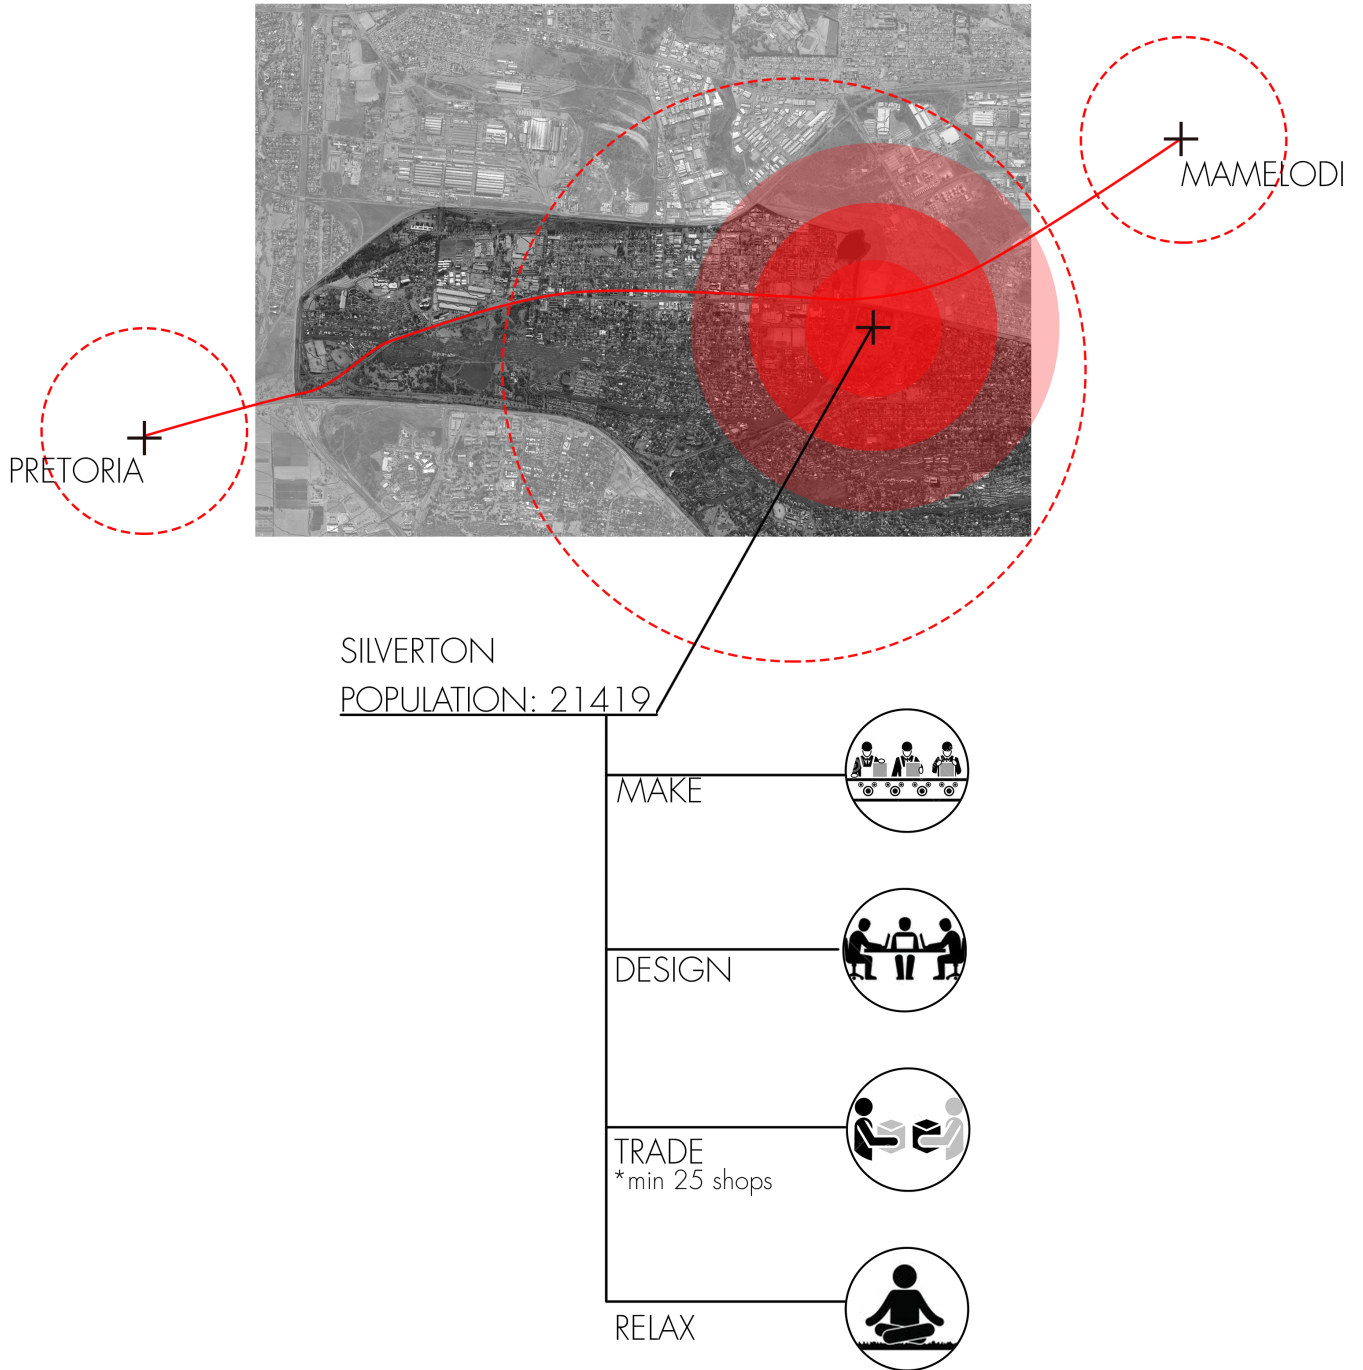 MAMELODI
PRETORIA
SILVERTON
POPULATION: 21419
MAKE
DESIGN
TRADE
*min 25 shops
RELAX